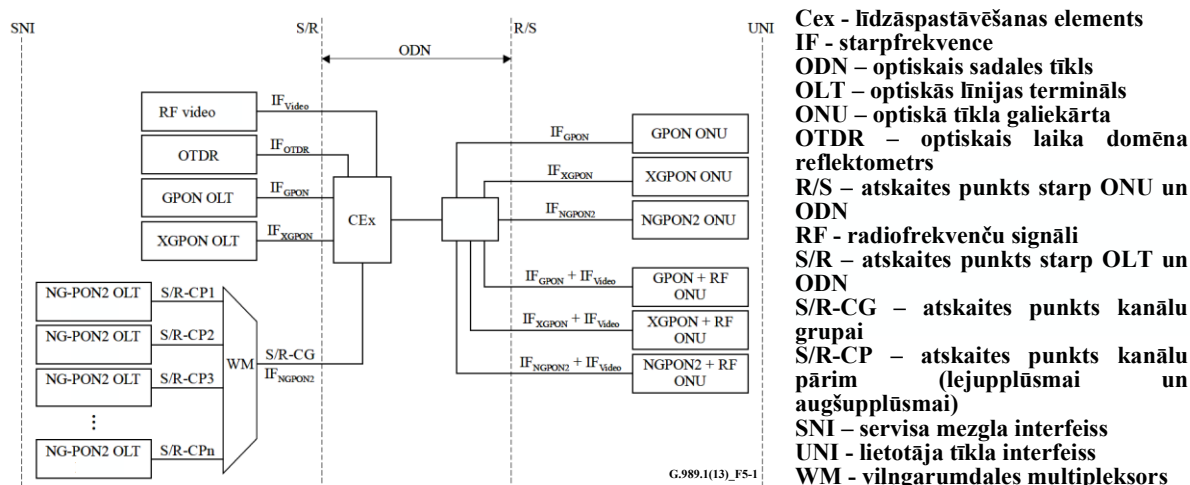 SNI
S/R
R/S
UNI
ODN
RF video
IFVideo
OTDR
IFOTDR
GPON OLT
IFGPON
XGPON OLT
IFXGPON
CEx
NG-PON2 OLT
S/R-CP1
NG-PON2 OLT
S/R-CP2
NG-PON2 OLT
S/R-CP3
⋮
NG-PON2 OLT
S/R-CPn
WM
S/R-CG
IFNGPON2
IFGPON
GPON ONU
IFXGPON
XGPON ONU
IFNGPON2
NGPON2 ONU
IFGPON + IFVideo
GPON + RF
ONU
IFXGPON + IFVideo
XGPON + RF
ONU
IFNGPON2 + IFVideo
NGPON2 + RF
ONU
G.989.1(13)_F5-1
Cex - līdzāspastāvēšanas elements
IF - starpfrekvence
ODN – optiskais sadales tīkls
OLT – optiskās līnijas termināls
ONU – optiskā tīkla galiekārta
OTDR – optiskais laika domēna
reflektometrs
R/S – atskaites punkts starp ONU un
ODN
RF - radiofrekvenču signāli
S/R – atskaites punkts starp OLT un
ODN
S/R-CG – atskaites punkts kanālu
grupai
S/R-CP – atskaites punkts kanālu
pārim (lejupplūsmai un
augšupplūsmai)
SNI – servisa mezgla interfeiss
UNI - lietotāja tīkla interfeiss
WM - vilngarumdales multipleksors